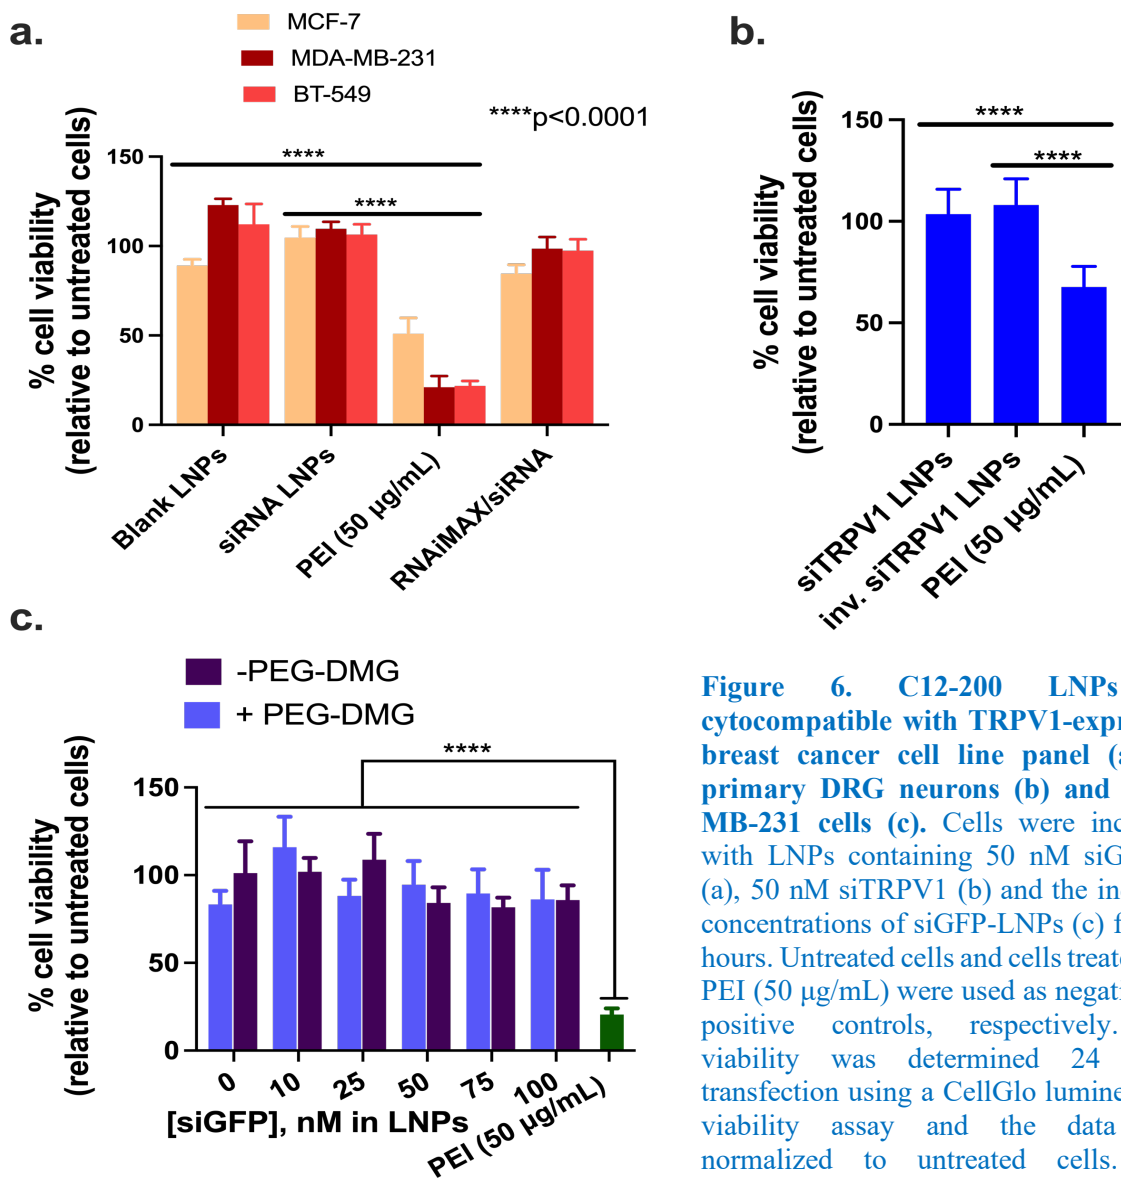 a.
MCF-7
MDA-MB-231
BT-549
****p<0.0001
% cell viability
(relative to untreated cells)
150
100
50
0
****
****
Blank LNPs
siRNA LNPs
PEI (50 µg/mL)
RNAiMAX/siRNA
b.
% cell viability
(relative to untreated cells)
150
100
50
0
****
****
siTRPV1 LNPs
inv. siTRPV1 LNPs
PEI (50 µg/mL)
c.
-PEG-DMG
+ PEG-DMG
% cell viability
(relative to untreated cells)
150
100
50
0
****
0
10
25
50
75
100
PEI (50 µg/mL)
[siGFP], nM in LNPs
Figure 6. C12-200 LNPs
cytocompatible with TRPV1-expr
breast cancer cell line panel (a
primary DRG neurons (b) and
MB-231 cells (c). Cells were inc
with LNPs containing 50 nM siG
(a), 50 nM siTRPV1 (b) and the in
concentrations of siGFP-LNPs (c) f
hours. Untreated cells and cells treate
PEI (50 µg/mL) were used as negati
positive controls, respectively.
viability was determined 24
transfection using a CellGlo lumine
viability assay and the data
normalized to untreated cells.